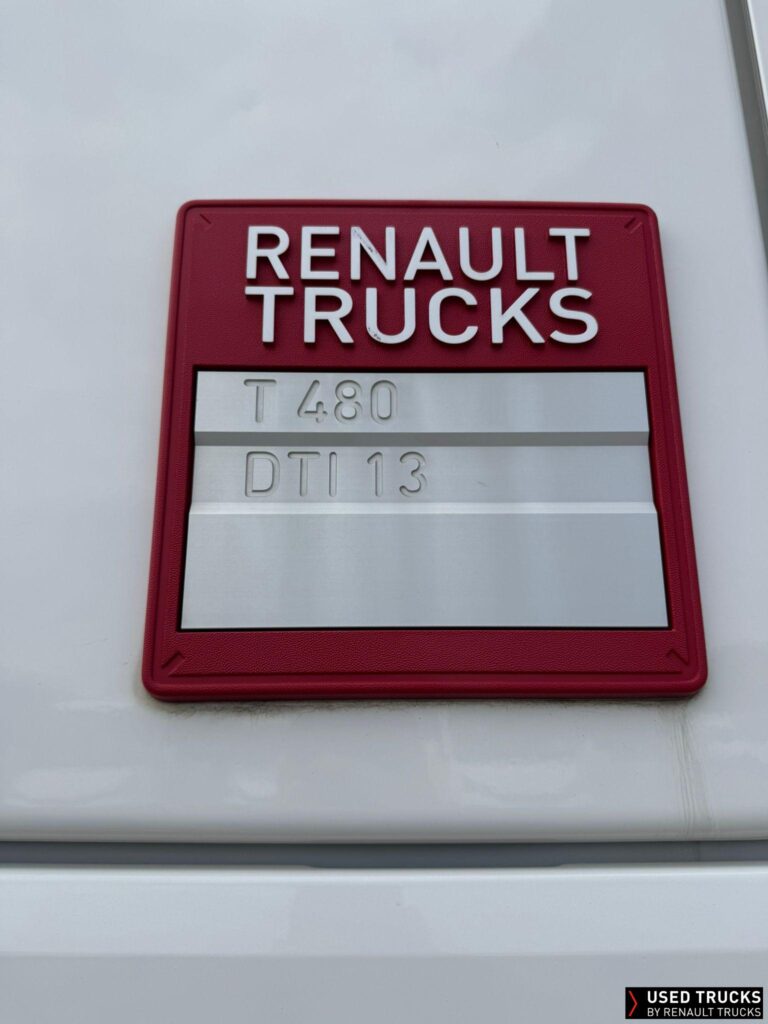 RENAULT
TRUCKS
T 480
DTI 13
USED TRUCKS
BY RENAULT TRUCKS